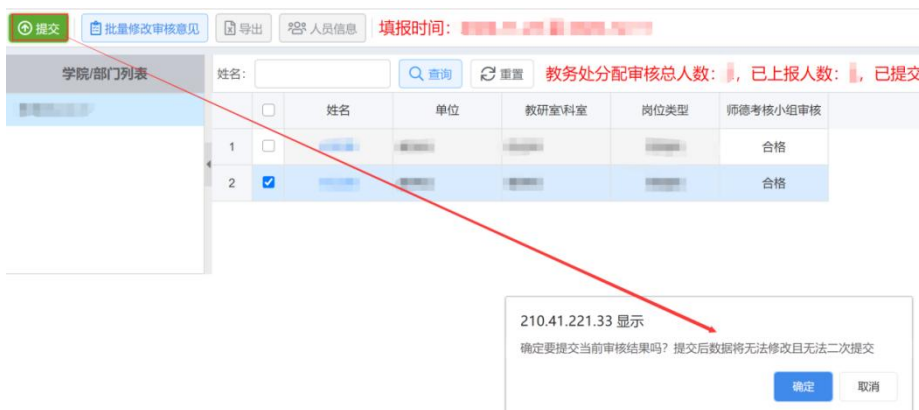 提交 批量修改审核意见 导出 人员信息 填报时间：
学院/部门列表 姓名: 查询 重置 教务处分配审核总人数： ，已上报人数： ，已提交
姓名 单位 教研室\科室 岗位类型 师德考核小组审核
1 合格
2 合格
210.41.221.33 显示
确定要提交当前审核结果吗？提交后数据将无法修改且无法二次提交
确定 取消